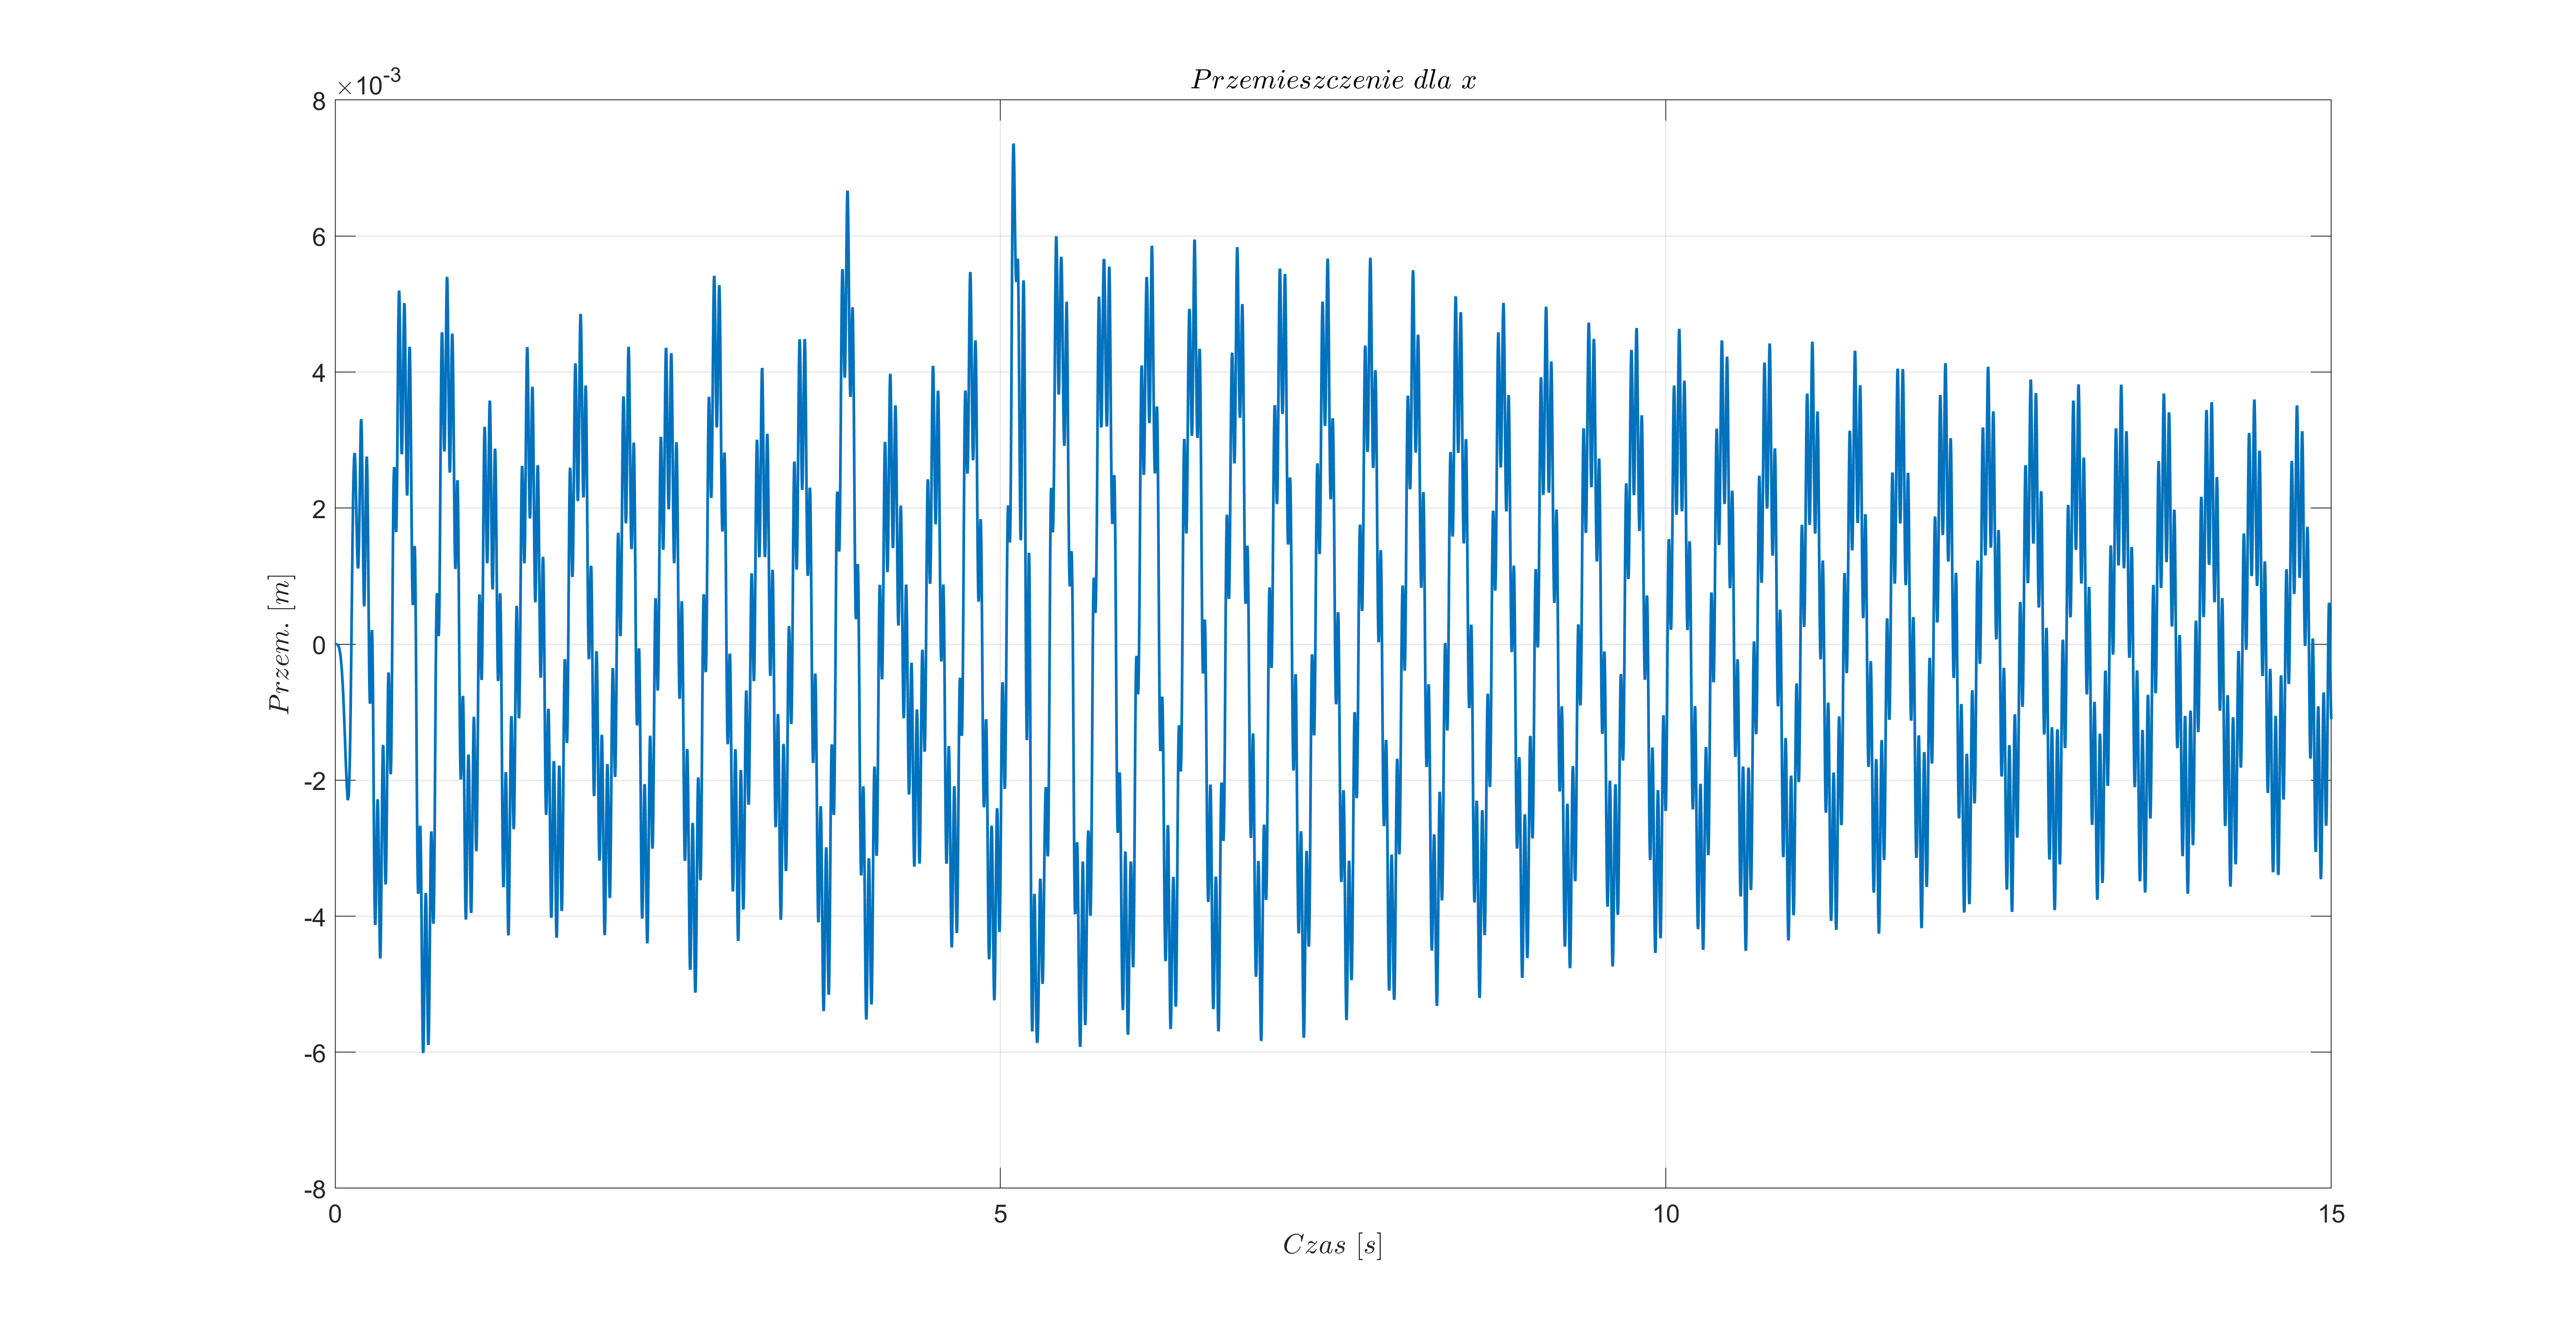 Przemieszczenie dla x
×10-3
8
6
4
2
0
-2
-4
-6
-8
Przem. [m]
0 5 10 15
Czas [s]